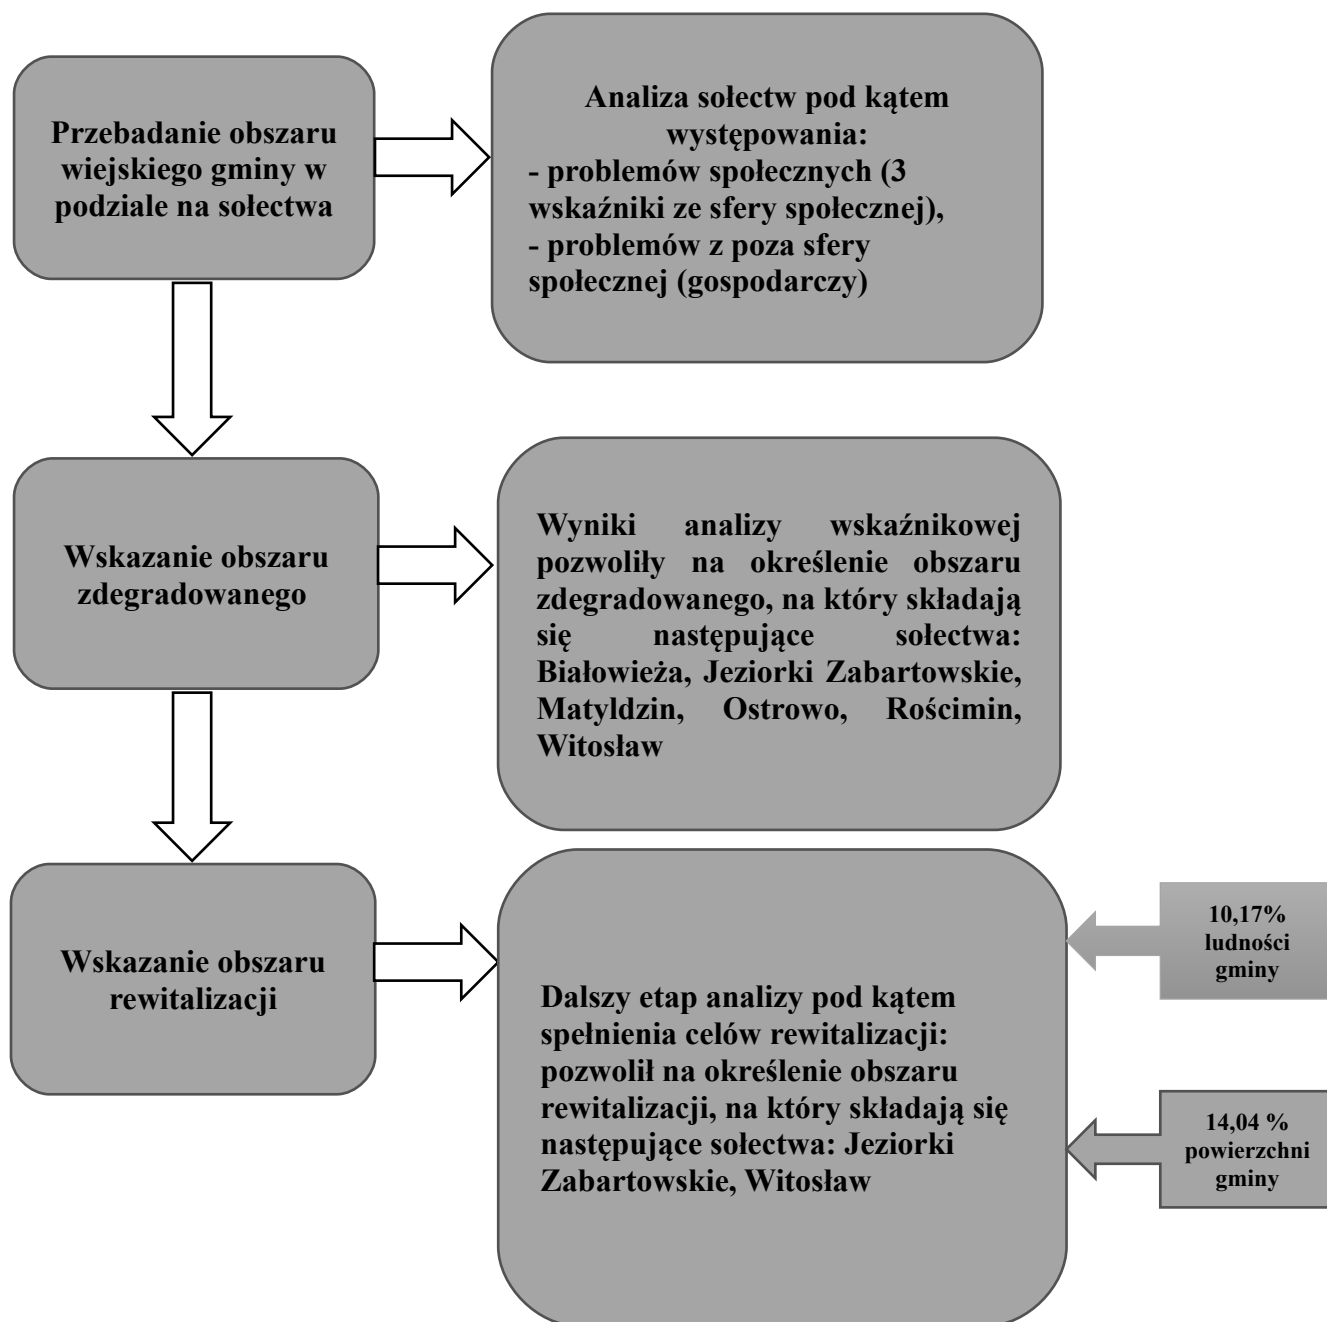 Przebadanie obszaru
wiejskiego gminy w
podziale na sołectwa
Analiza sołectw pod kątem
występowania:
- problemów społecznych (3
wskaźniki ze sfery społecznej),
- problemów z poza sfery
społecznej (gospodarczy)
Wskazanie obszaru
zdegradowanego
Wyniki analizy wskaźnikowej
pozwoliły na określenie obszaru
zdegradowanego, na który składają
się następujące sołectwa:
Białowieża, Jeziorki Zabartowskie,
Matyldzin, Ostrowo, Rościmin,
Witosław
Wskazanie obszaru
rewitalizacji
Dalszy etap analizy pod kątem
spełnienia celów rewitalizacji:
pozwolił na określenie obszaru
rewitalizacji, na który składają się
następujące sołectwa: Jeziorki
Zabartowskie, Witosław
10,17%
ludności
gminy
14,04 %
powierzchni
gminy